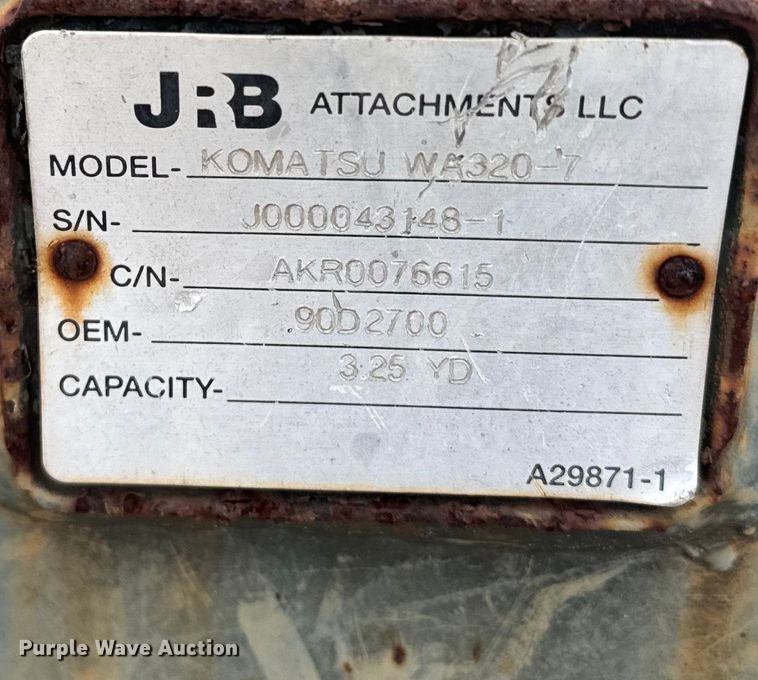 JRB ATTACHMENTS LLC
MODEL- KOMATSU WA320-7
S/N- J000043148-1
C/N- AKR0076615
OEM- 90D2700
CAPACITY- 3.25 YD
A29871-1
Purple Wave Auction